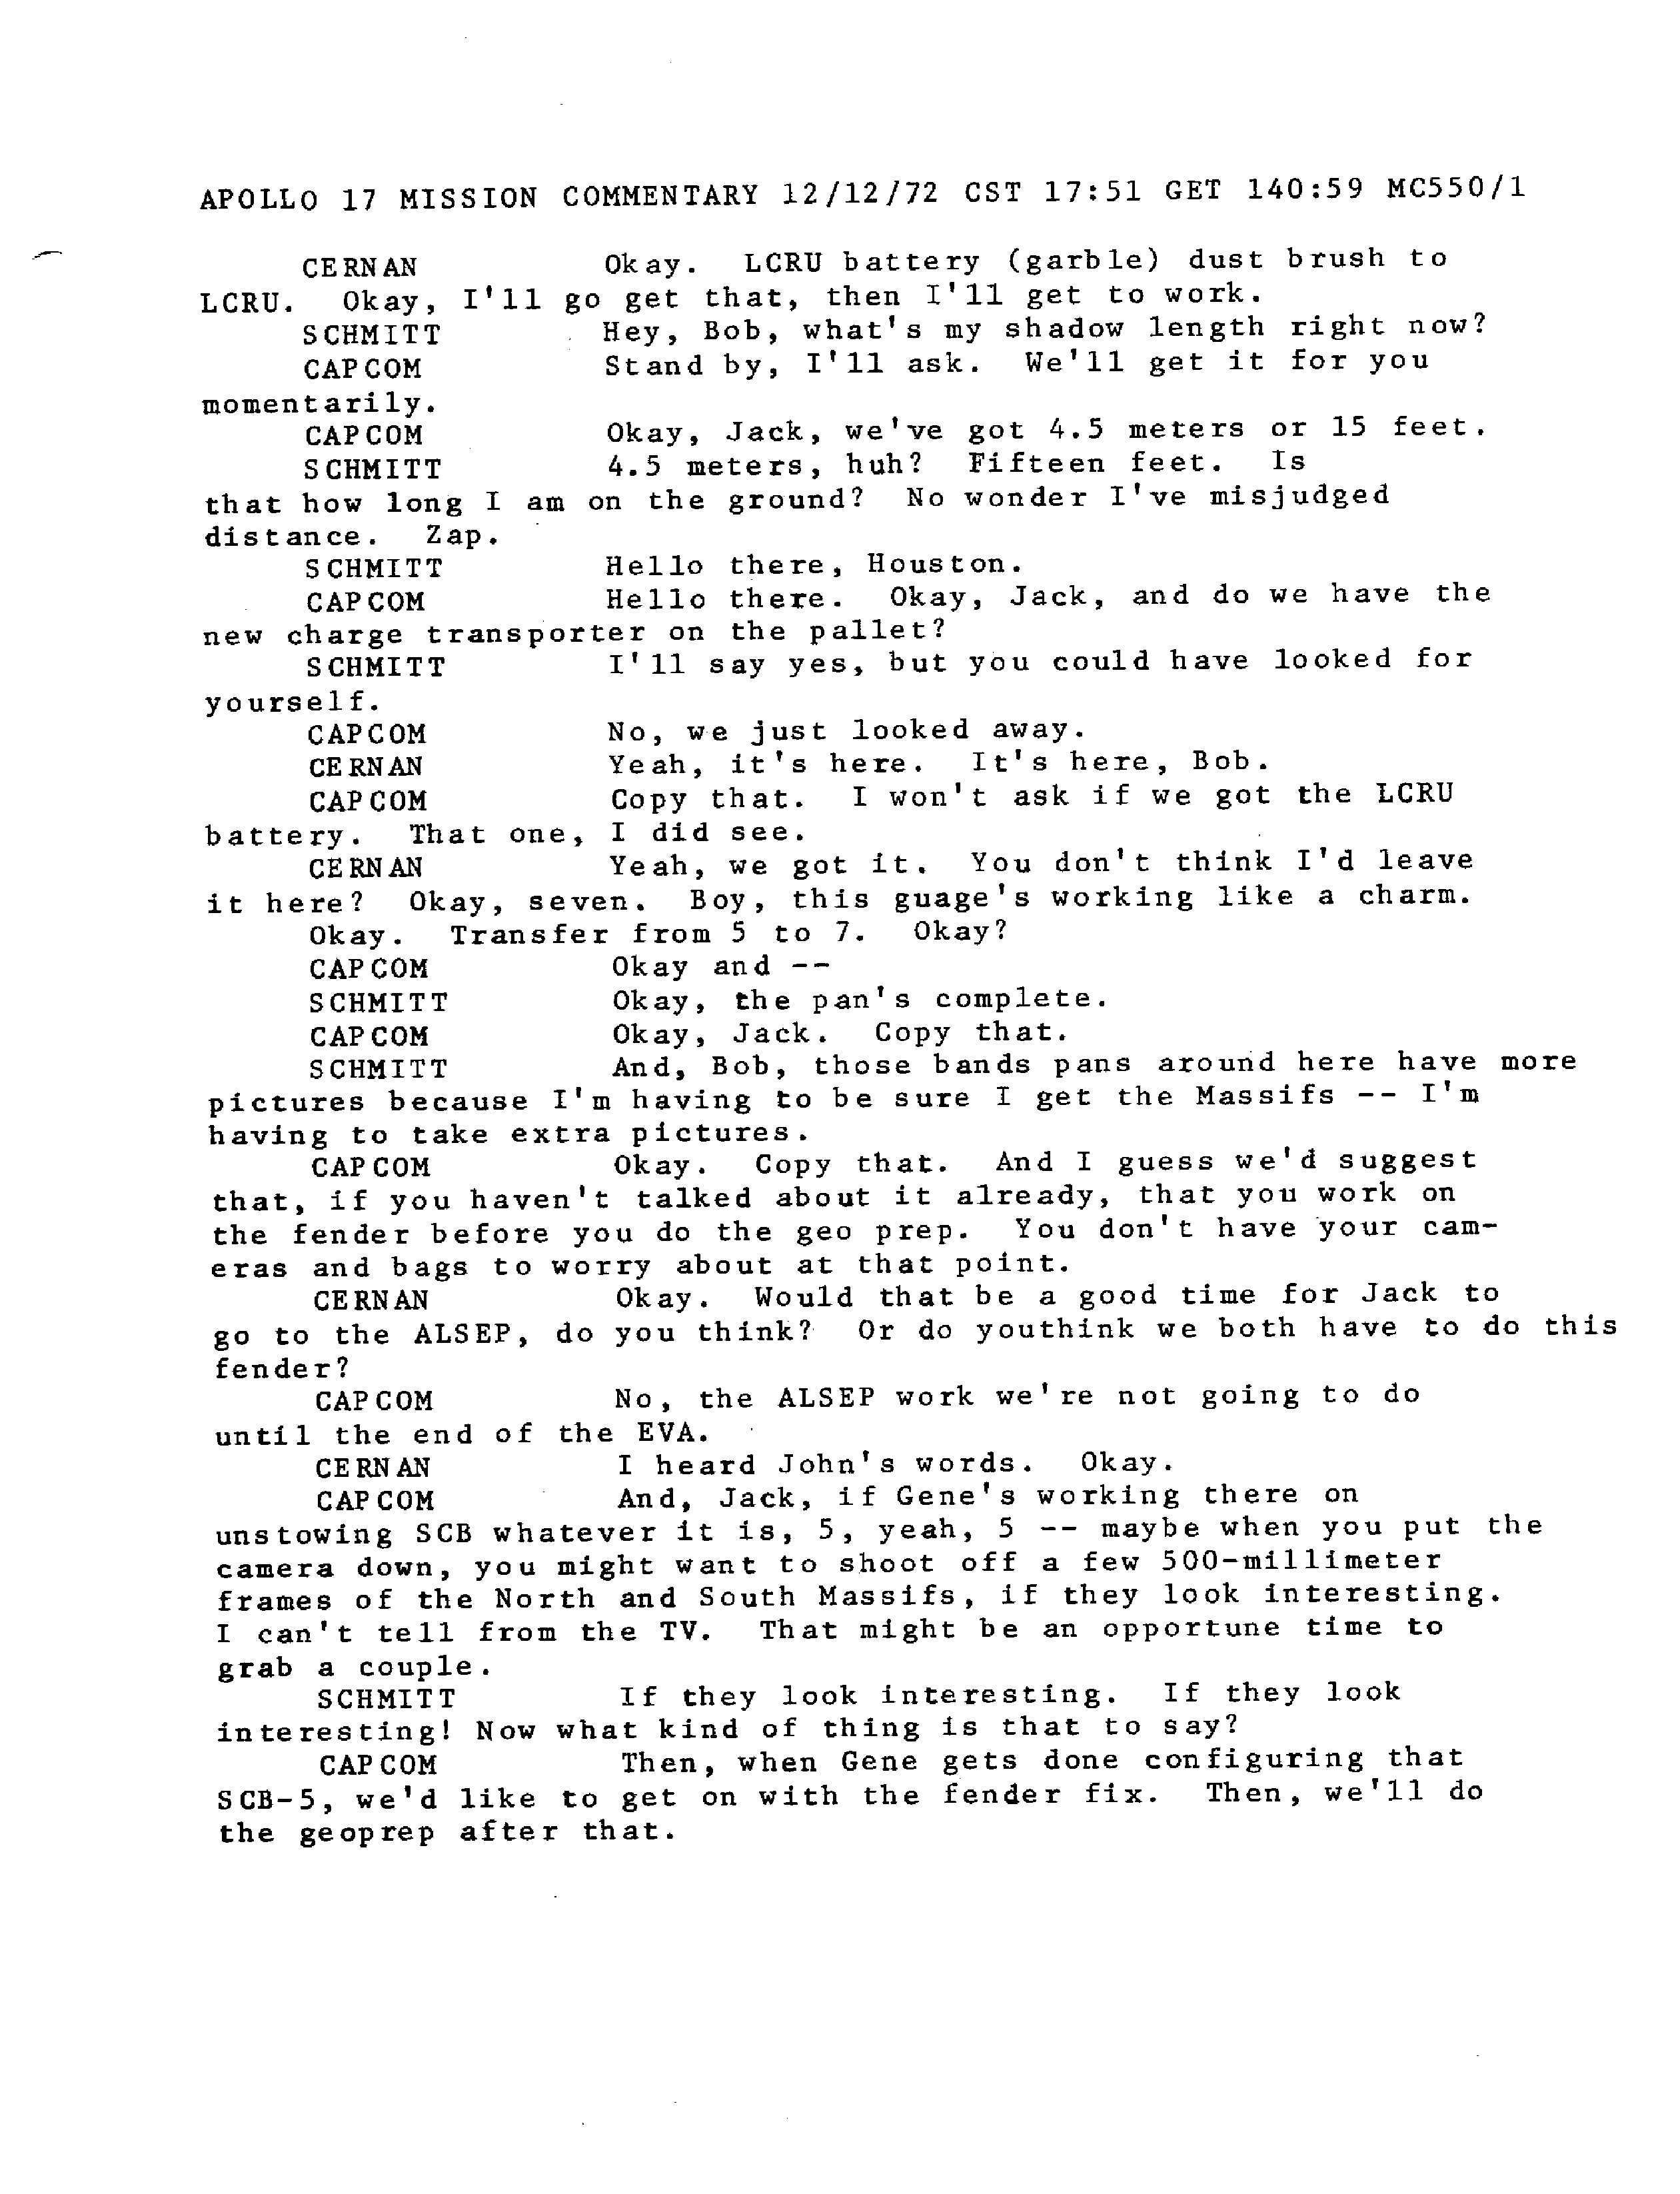 APOLLO 17 MISSION COMMENTARY 12/12/72 CST 17:51 GET 140:59 MC550/1
CERNAN Okay. LCRU battery (garble) dust brush to
LCRU. Okay, I'll go get that, then I'll get to work.
SCHMITT Hey, Bob, what's my shadow length right now?
CAPCOM Stand by, I'll ask. We'll get it for you
momentarily.
CAPCOM Okay, Jack, we've got 4.5 meters or 15 feet.
SCHMITT 4.5 meters, huh? Fifteen feet. Is
that how long I am on the ground? No wonder I've misjudged
distance. Zap.
SCHMITT Hello there, Houston.
CAPCOM Hello there. Okay, Jack, and do we have the
new charge transporter on the pallet?
SCHMITT I'll say yes, but you could have looked for
yourself.
CAPCOM No, we just looked away.
CERNAN Yeah, it's here. It's here, Bob.
CAPCOM Copy that. I won't ask if we got the LCRU
battery. That one, I did see.
CERNAN Yeah, we got it. You don't think I'd leave
it here? Okay, seven. Boy, this guage's working like a charm.
Okay. Transfer from 5 to 7. Okay?
CAPCOM Okay and --
SCHMITT Okay, the pan's complete.
CAPCOM Okay, Jack. Copy that.
SCHMITT And, Bob, those bands pans around here have more
pictures because I'm having to be sure I get the Massifs -- I'm
having to take extra pictures.
CAPCOM Okay. Copy that. And I guess we'd suggest
that, if you haven't talked about it already, that you work on
the fender before you do the geo prep. You don't have your cam-
eras and bags to worry about at that point.
CERNAN Okay. Would that be a good time for Jack to
go to the ALSEP, do you think? Or do youthink we both have to do this
fender?
CAPCOM No, the ALSEP work we're not going to do
until the end of the EVA.
CERNAN I heard John's words. Okay.
CAPCOM And, Jack, if Gene's working there on
unstowing SCB whatever it is, 5, yeah, 5 -- maybe when you put the
camera down, you might want to shoot off a few 500-millimeter
frames of the North and South Massifs, if they look interesting.
I can't tell from the TV. That might be an opportune time to
grab a couple.
SCHMITT If they look interesting. If they look
interesting! Now what kind of thing is that to say?
CAPCOM Then, when Gene gets done configuring that
SCB-5, we'd like to get on with the fender fix. Then, we'll do
the geoprep after that.